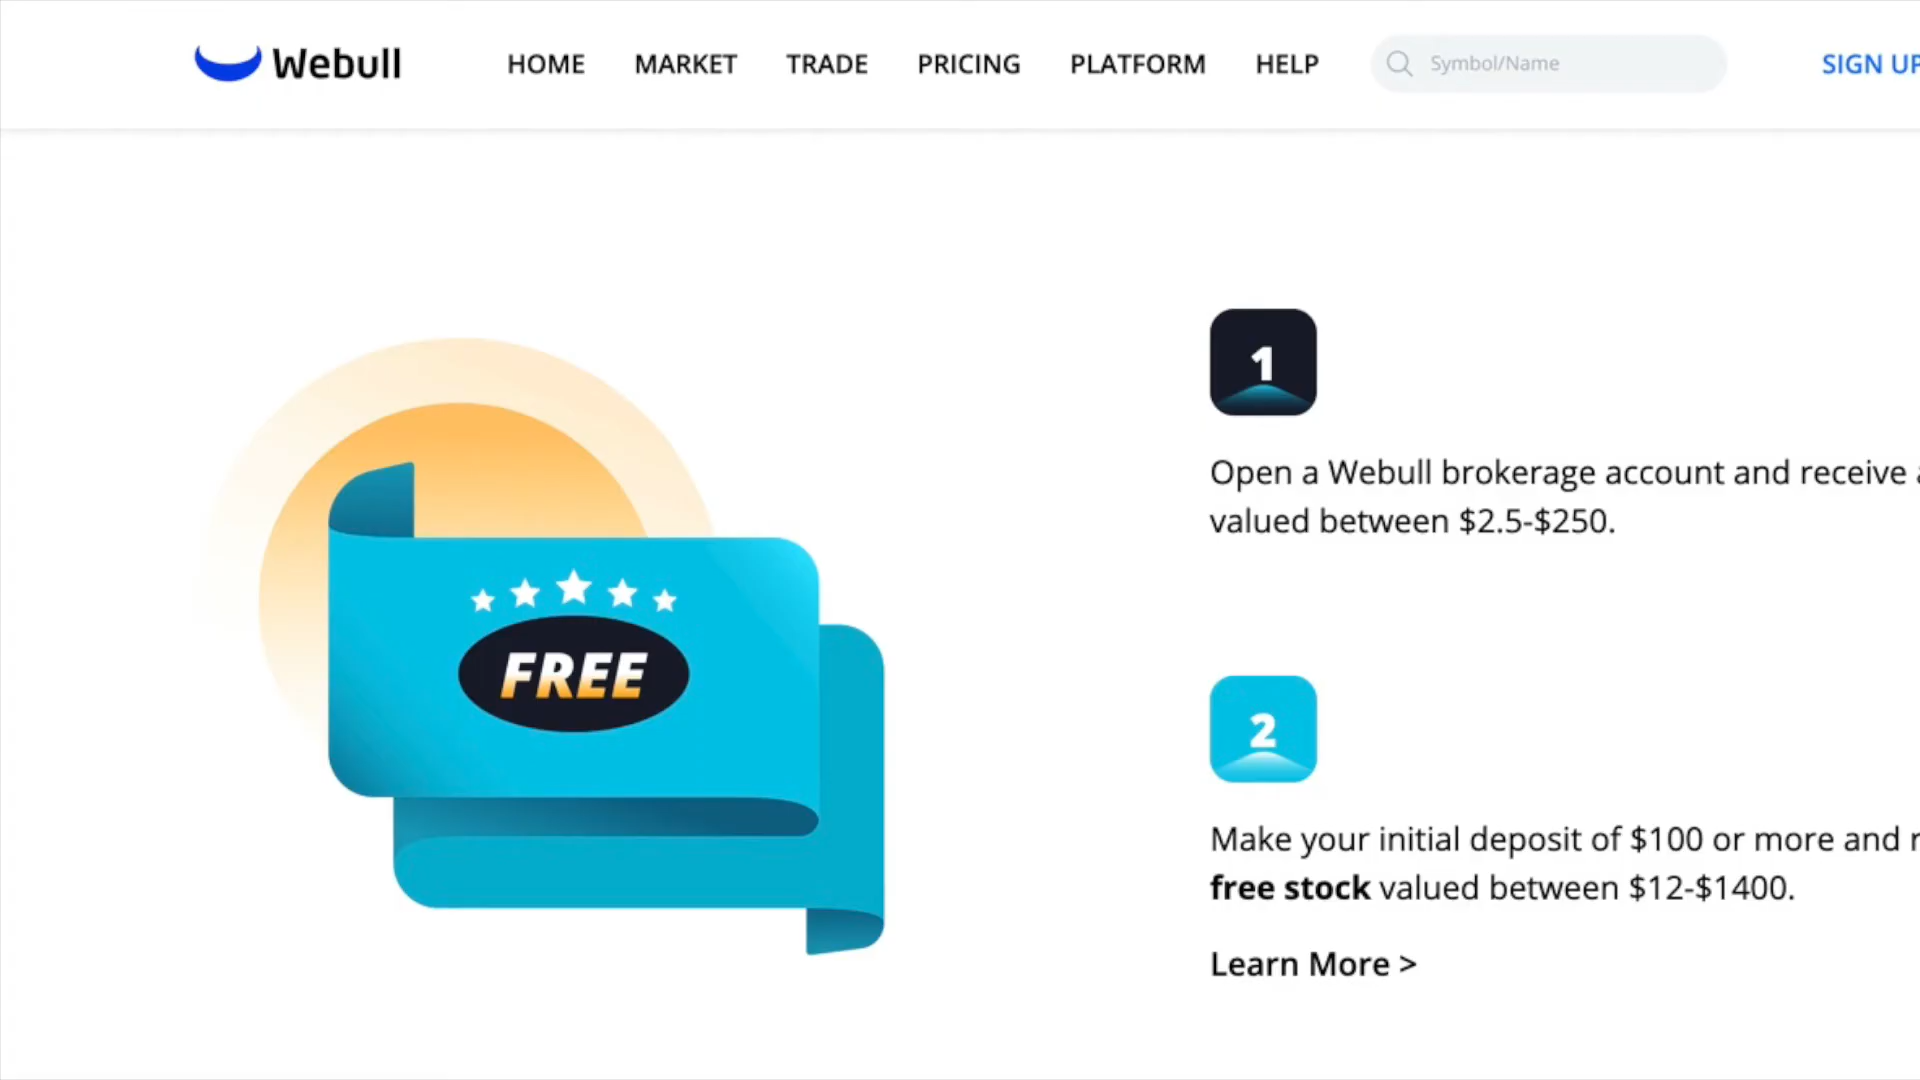 Webull
HOME
MARKET
TRADE
PRICING
PLATFORM
HELP
Symbol/Name
SIGN UP
1
Open a Webull brokerage account and receive
valued between $2.5-$250.
FREE
2
Make your initial deposit of $100 or more and
free stock valued between $12-$1400.
Learn More >